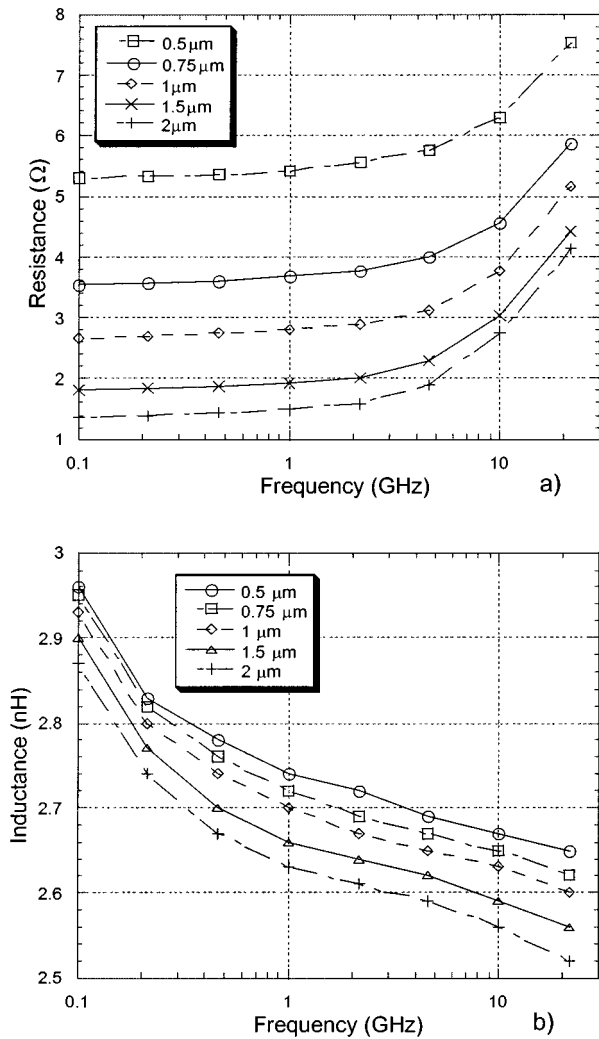 8
7
6
5
4
3
2
1
Resistance (Ω)
0.5μm
0.75μm
1μm
1.5μm
2μm
0.1
1
10
Frequency (GHz)
a)
3
2.9
2.8
2.7
2.6
2.5
Inductance (nH)
0.5 μm
0.75 μm
1 μm
1.5 μm
2 μm
0.1
1
10
Frequency (GHz)
b)